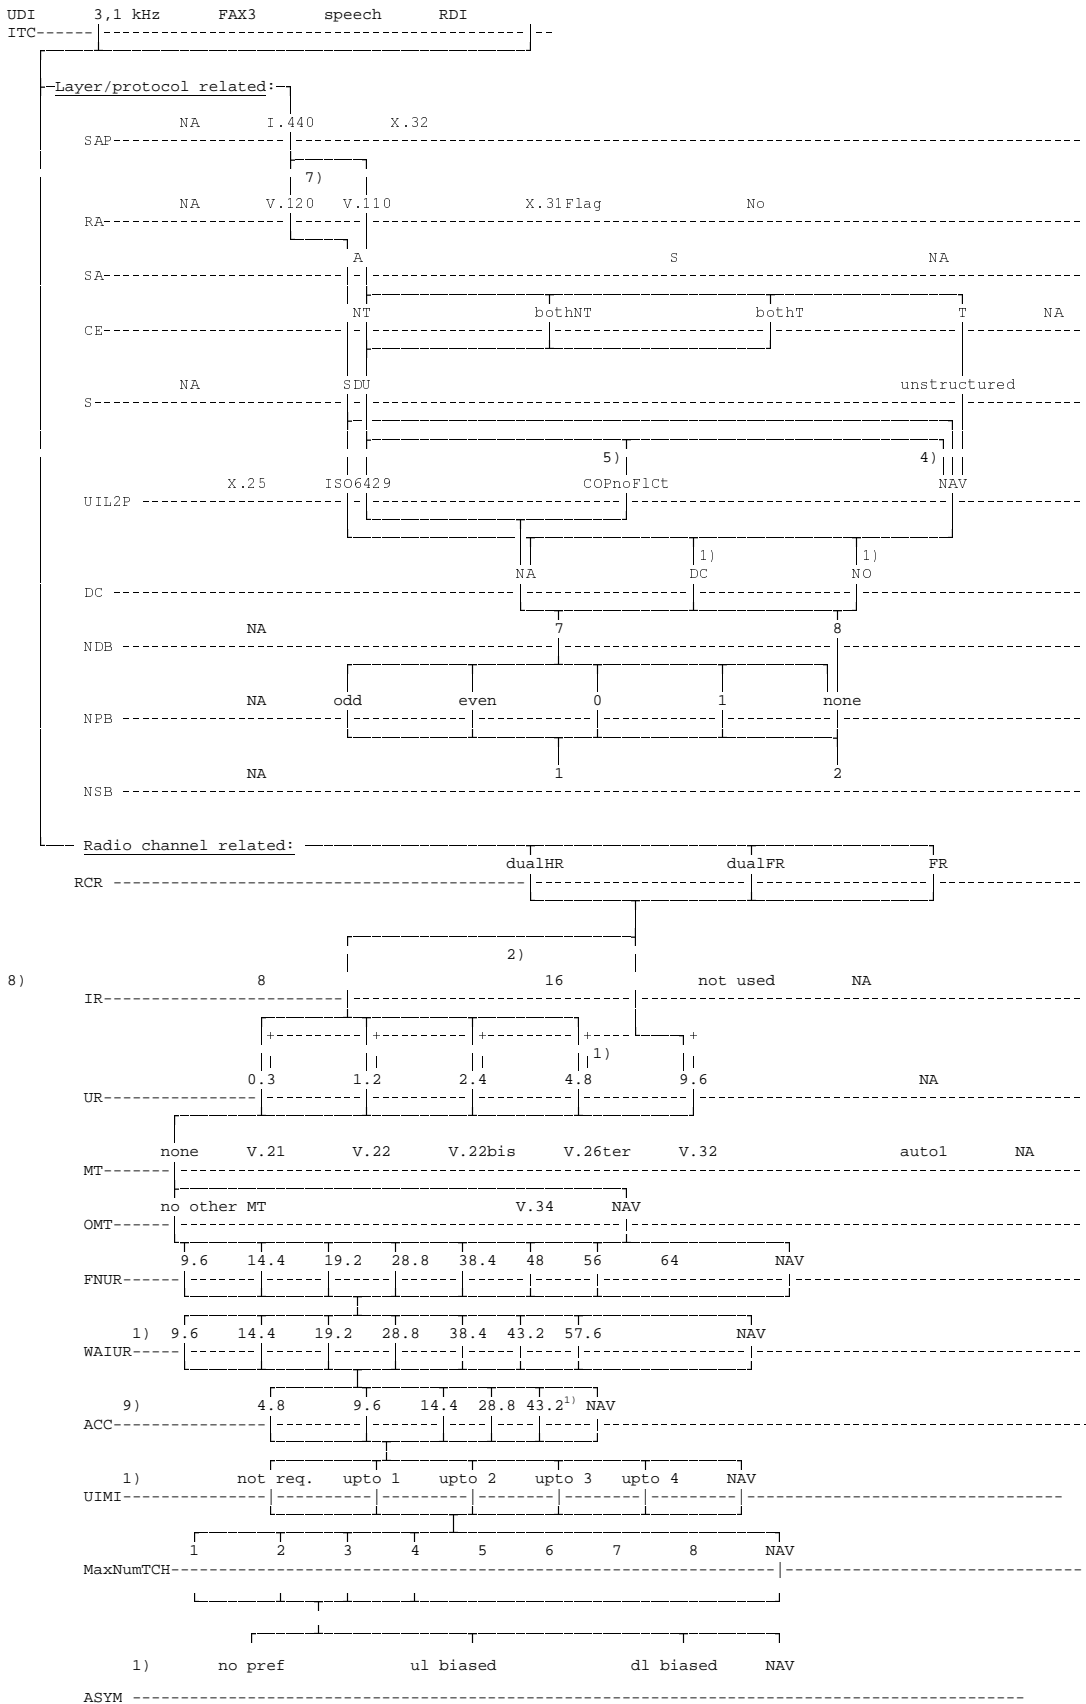 UDI 3,1 kHz FAX3 speech RDI
ITC
Layer/protocol related:
NA I.440 X.32
SAP
7)
NA V.120 V.110 X.31Flag No
RA
A S NA
SA
NT bothNT bothT T NA
CE
NA SDU unstructured
S
5) 4)
X.25 ISO6429 COPnoFlCt NAV
UIL2P
1) 1)
NA DC NO
DC
NA 7 8
NDB
NA odd even 0 1 none
NPB
NA 1 2
NSB
Radio channel related:
dualHR dualFR FR
RCR
2)
8) 8 16 not used NA
IR
1)
0.3 1.2 2.4 4.8 9.6 NA
UR
none V.21 V.22 V.22bis V.26ter V.32 auto1 NA
MT
no other MT V.34 NAV
OMT
9.6 14.4 19.2 28.8 38.4 48 56 64 NAV
FNUR
1) 9.6 14.4 19.2 28.8 38.4 43.2 57.6 NAV
WAIUR
9) 4.8 9.6 14.4 28.8 43.2 1) NAV
ACC
1) not req. upto 1 upto 2 upto 3 upto 4 NAV
UIMI
1 2 3 4 5 6 7 8 NAV
MaxNumTCH
1) no pref ul biased dl biased NAV
ASYM